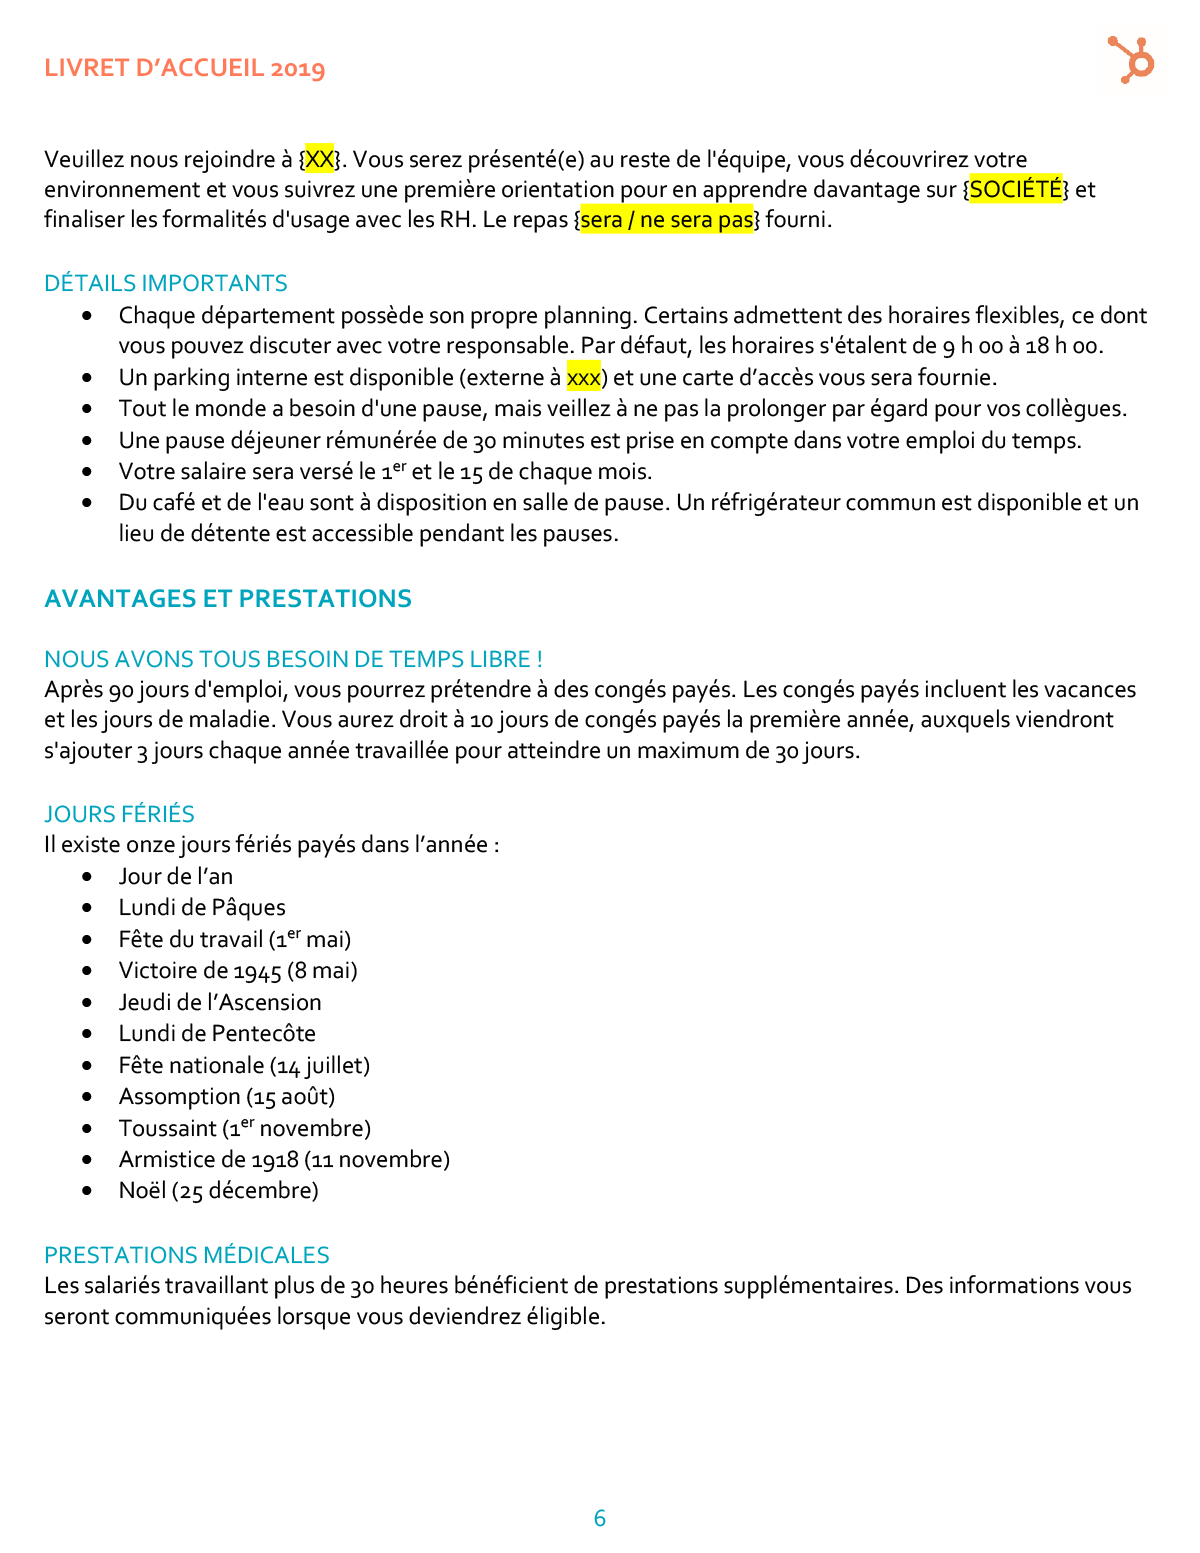 LIVRET D’ACCUEIL 2019
Veuillez nous rejoindre à {XX}. Vous serez présenté(e) au reste de l'équipe, vous découvrirez votre
environnement et vous suivrez une première orientation pour en apprendre davantage sur {SOCIÉTÉ} et
finaliser les formalités d'usage avec les RH. Le repas {sera / ne sera pas} fourni.
DÉTAILS IMPORTANTS
• Chaque département possède son propre planning. Certains admettent des horaires flexibles, ce dont
vous pouvez discuter avec votre responsable. Par défaut, les horaires s'étalent de 9 h 00 à 18 h 00.
• Un parking interne est disponible (externe à xxx) et une carte d’accès vous sera fournie.
• Tout le monde a besoin d'une pause, mais veillez à ne pas la prolonger par égard pour vos collègues.
• Une pause déjeuner rémunérée de 30 minutes est prise en compte dans votre emploi du temps.
• Votre salaire sera versé le 1er et le 15 de chaque mois.
• Du café et de l'eau sont à disposition en salle de pause. Un réfrigérateur commun est disponible et un
lieu de détente est accessible pendant les pauses.
AVANTAGES ET PRESTATIONS
NOUS AVONS TOUS BESOIN DE TEMPS LIBRE !
Après 90 jours d'emploi, vous pourrez prétendre à des congés payés. Les congés payés incluent les vacances
et les jours de maladie. Vous aurez droit à 10 jours de congés payés la première année, auxquels viendront
s'ajouter 3 jours chaque année travaillée pour atteindre un maximum de 30 jours.
JOURS FÉRIÉS
Il existe onze jours fériés payés dans l’année :
• Jour de l’an
• Lundi de Pâques
• Fête du travail (1er mai)
• Victoire de 1945 (8 mai)
• Jeudi de l’Ascension
• Lundi de Pentecôte
• Fête nationale (14 juillet)
• Assomption (15 août)
• Toussaint (1er novembre)
• Armistice de 1918 (11 novembre)
• Noël (25 décembre)
PRESTATIONS MÉDICALES
Les salariés travaillant plus de 30 heures bénéficient de prestations supplémentaires. Des informations vous
seront communiquées lorsque vous deviendrez éligible.
6